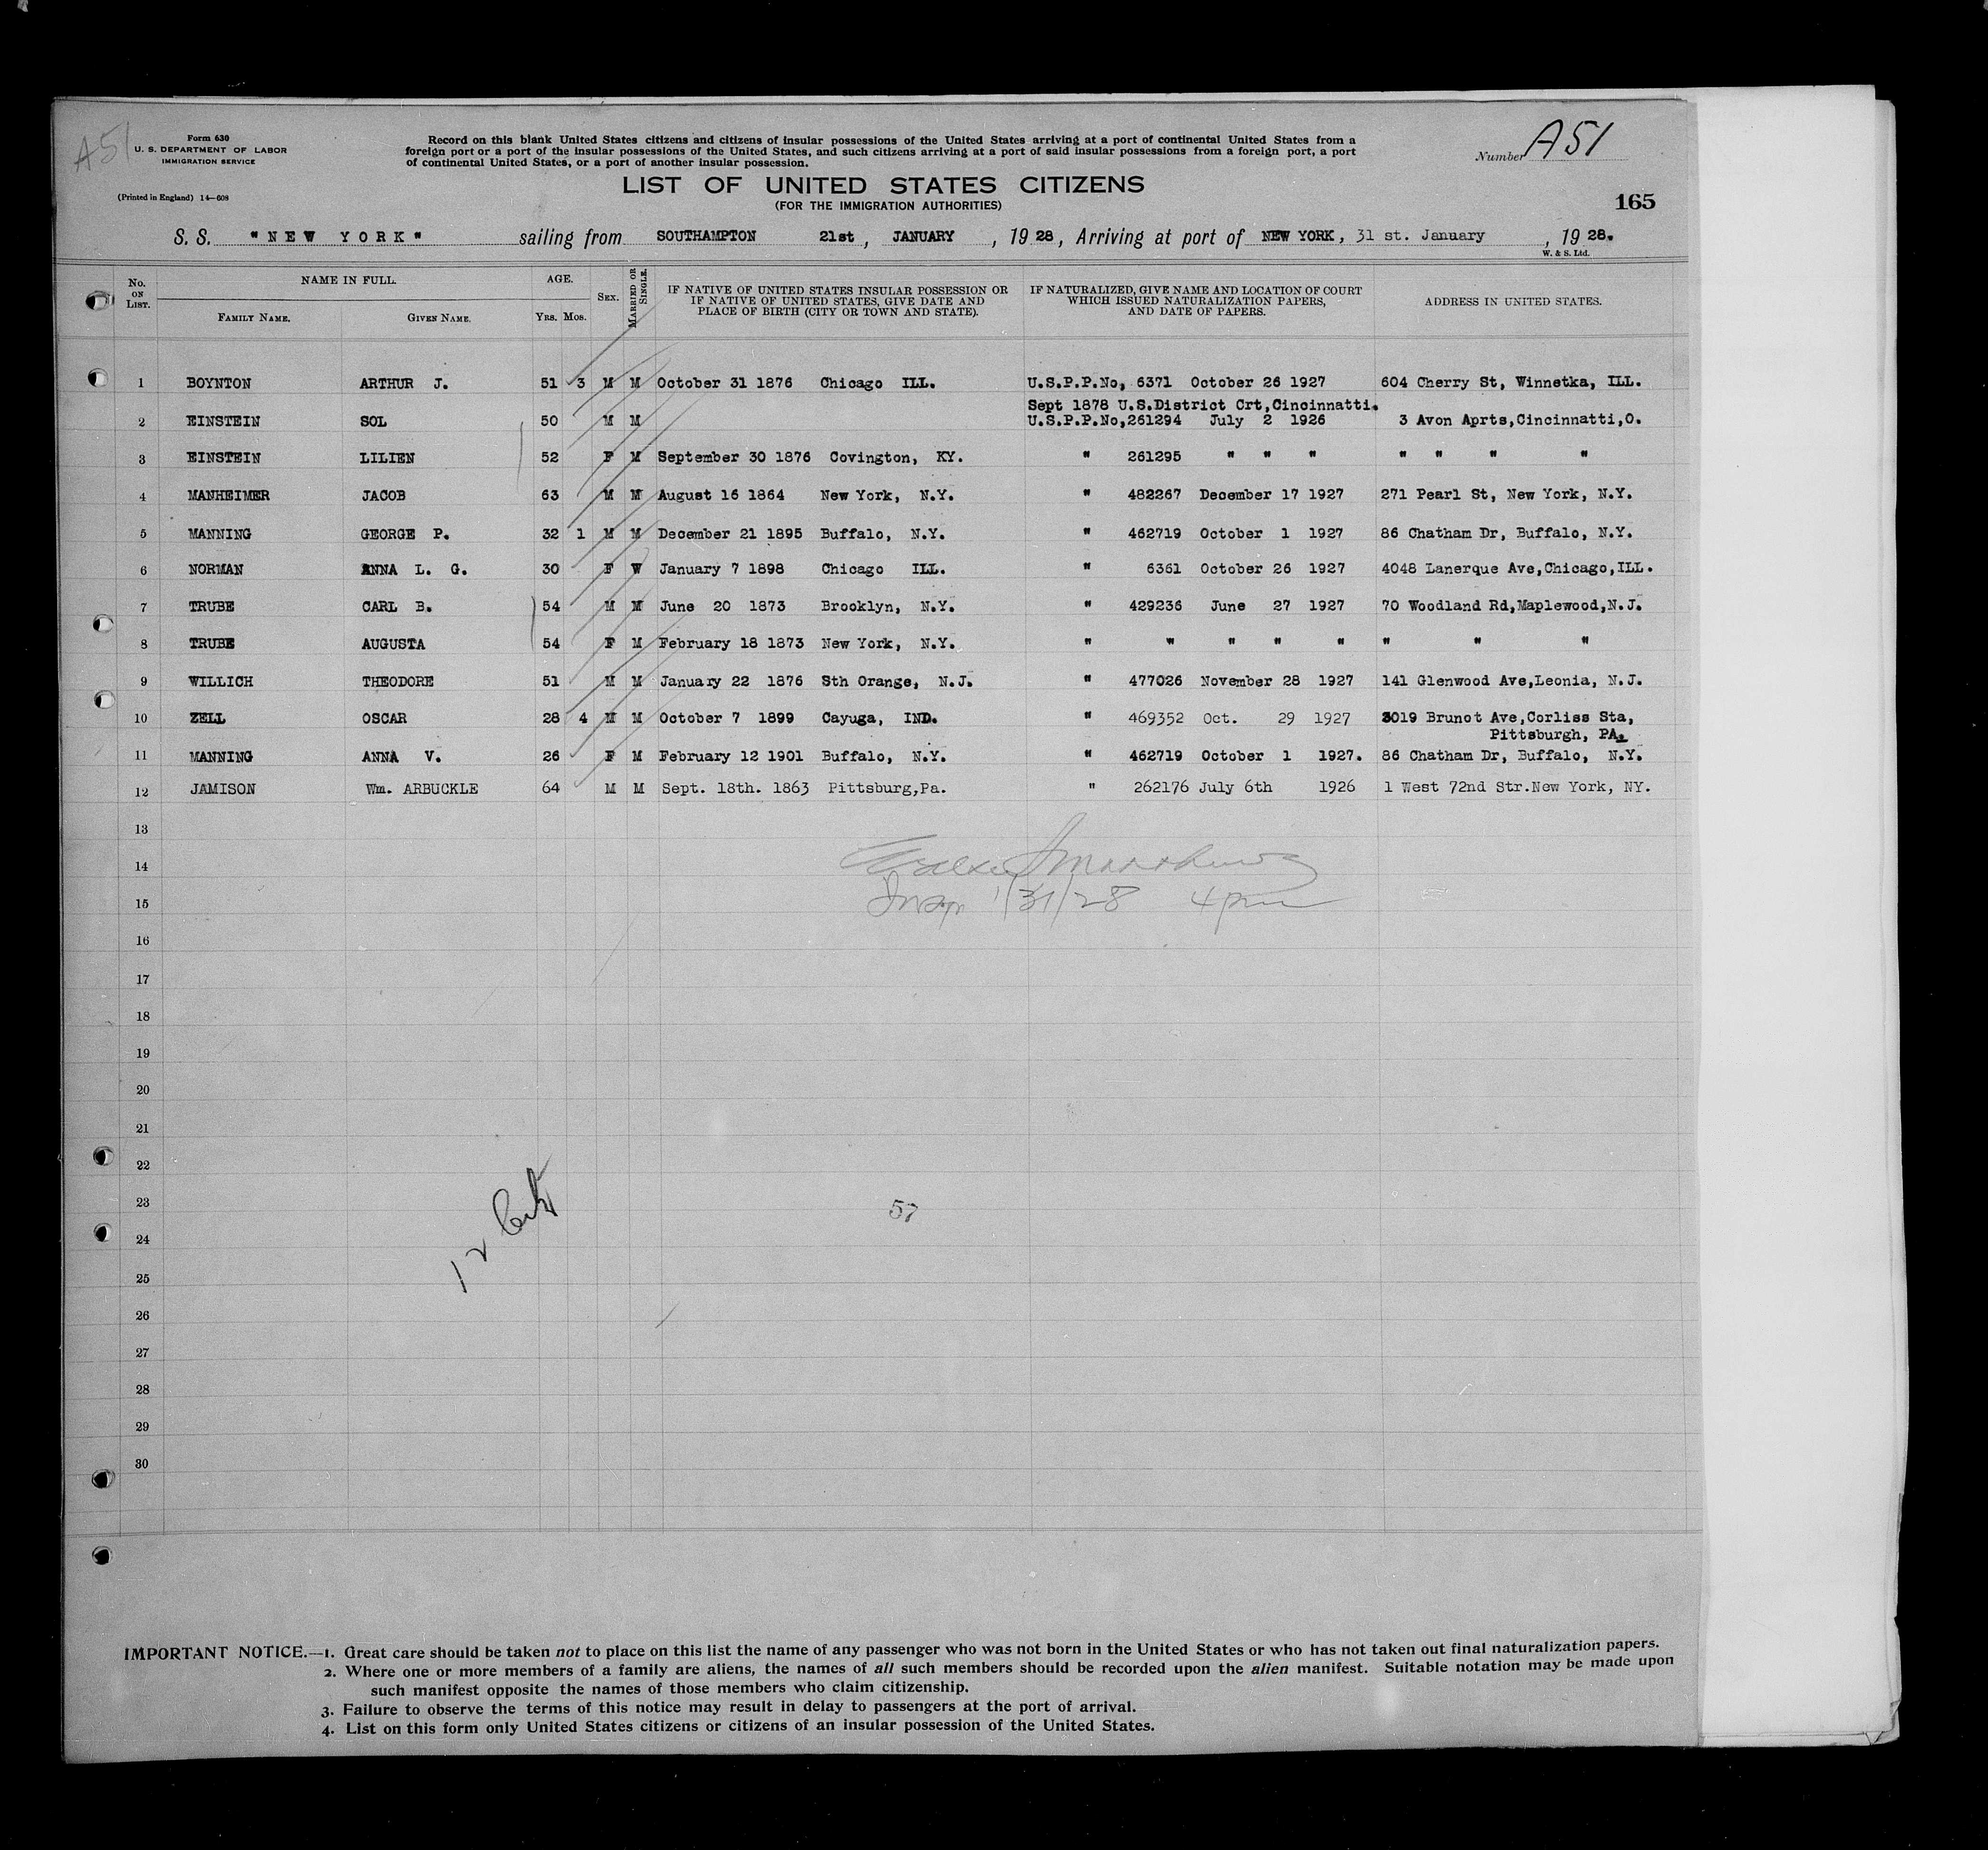 A51
Form 630
U. S. DEPARTMENT OF LABOR
IMMIGRATION SERVICE
(Printed in England) 14—608
Record on this blank United States citizens and citizens of insular possessions of the United States arriving at a port of continental United States from a
foreign port or a port of the insular possessions of the United States, and such citizens arriving at a port of said insular possessions from a foreign port, a port
of continental United States, or a port of another insular possession.
Number A51
LIST OF UNITED STATES CITIZENS
(FOR THE IMMIGRATION AUTHORITIES)
165
S. S. "NEW YORK" sailing from SOUTHAMPTON 21st, JANUARY, 1928, Arriving at port of NEW YORK, 31 st. January, 1928.
W. & S. Ltd.
No. ON LIST. NAME IN FULL. FAMILY NAME. GIVEN NAME. AGE. YRS. MOS. SEX. MARRIED OR SINGLE. IF NATIVE OF UNITED STATES INSULAR POSSESSION OR IF NATIVE OF UNITED STATES, GIVE DATE AND PLACE OF BIRTH (CITY OR TOWN AND STATE). IF NATURALIZED, GIVE NAME AND LOCATION OF COURT WHICH ISSUED NATURALIZATION PAPERS, AND DATE OF PAPERS. ADDRESS IN UNITED STATES.
1 BOYNTON ARTHUR J. 51 3 M M October 31 1876 Chicago ILL. U.S.P.P.No, 6371 October 26 1927 604 Cherry St, Winnetka, ILL.
Sept 1878 U.S.District Crt,Cincinnatti.
2 EINSTEIN SOL 50 M M U.S.P.P.No,261294 July 2 1926 3 Avon Aprts,Cincinnatti,O.
3 EINSTEIN LILIEN 52 F M September 30 1876 Covington, KY. " 261295 " " " " " " "
4 MANHEIMER JACOB 63 M M August 16 1864 New York, N.Y. " 482267 December 17 1927 271 Pearl St, New York, N.Y.
5 MANNING GEORGE P. 32 1 M M December 21 1895 Buffalo, N.Y. " 462719 October 1 1927 86 Chatham Dr, Buffalo, N.Y.
6 NORMAN ANNA L. G. 30 F W January 7 1898 Chicago ILL. " 6361 October 26 1927 4048 Lanerque Ave,Chicago,ILL.
7 TRUBE CARL B. 54 M M June 20 1873 Brooklyn, N.Y. " 429236 June 27 1927 70 Woodland Rd,Maplewood,N.J.
8 TRUBE AUGUSTA 54 F M February 18 1873 New York, N.Y. " " " " " " " "
9 WILLICH THEODORE 51 M M January 22 1876 Sth Orange, N.J. " 477026 November 28 1927 141 Glenwood Ave,Leonia, N.J.
10 ZELL OSCAR 28 4 M M October 7 1899 Cayuga, IND. " 469352 Oct. 29 1927 3019 Brunot Ave,Corliss Sta,
Pittsburgh, PA.
11 MANNING ANNA V. 26 F M February 12 1901 Buffalo, N.Y. " 462719 October 1 1927. 86 Chatham Dr, Buffalo, N.Y.
12 JAMISON Wm. ARBUCKLE 64 M M Sept. 18th. 1863 Pittsburg,Pa. " 262176 July 6th 1926 1 West 72nd Str.New York, NY.
13
14
15 Insp 1/31/28 4 pm
16
17
18
19
20
21
22
23 57
24
12
25
26
27
28
29
30
IMPORTANT NOTICE.—1. Great care should be taken not to place on this list the name of any passenger who was not born in the United States or who has not taken out final naturalization papers.
2. Where one or more members of a family are aliens, the names of all such members should be recorded upon the alien manifest. Suitable notation may be made upon
such manifest opposite the names of those members who claim citizenship.
3. Failure to observe the terms of this notice may result in delay to passengers at the port of arrival.
4. List on this form only United States citizens or citizens of an insular possession of the United States.